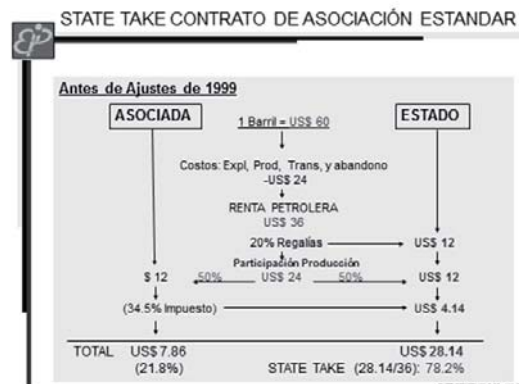 STATE TAKE CONTRATO DE ASOCIACIÓN ESTANDAR
Antes de Ajustes de 1999
ASOCIADA
1 Barril = US$ 60
ESTADO
Costos: Expl, Prod, Trans, y abandono
-US$ 24
RENTA PETROLERA
US$ 36
20% Regalías US$ 12
Participación Producción
$ 12 50% US$ 24 50% US$ 12
(34.5% Impuesto) US$ 4.14
TOTAL US$ 7.86 US$ 28.14
(21.8%) STATE TAKE (28.14/36): 78.2%